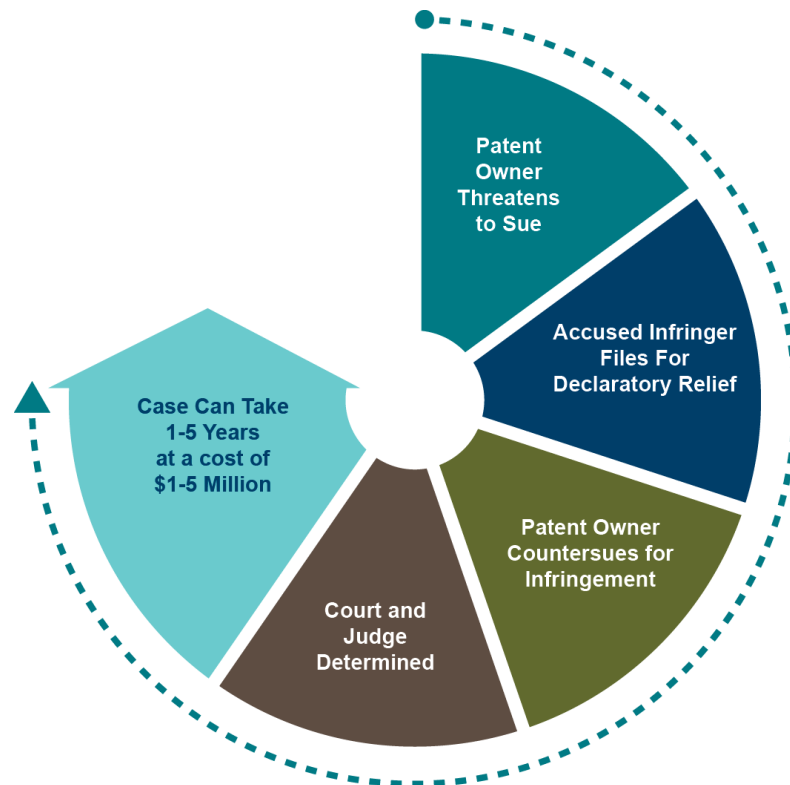 Patent
Owner
Threatens
to Sue
Accused Infringer
Files For
Declaratory Relief
Patent Owner
Countersues for
Infringement
Court and
Judge
Determined
Case Can Take
1-5 Years
at a cost of
$1-5 Million